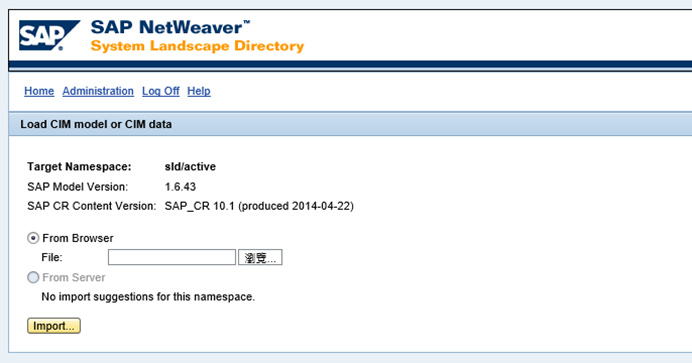 SAP
SAP NetWeaver™
System Landscape Directory
Home Administration Log Off Help
Load CIM model or CIM data
Target Namespace: sld/active
SAP Model Version: 1.6.43
SAP CR Content Version: SAP_CR 10.1 (produced 2014-04-22)
From Browser
File: 瀏覽...
From Server
No import suggestions for this namespace.
Import...